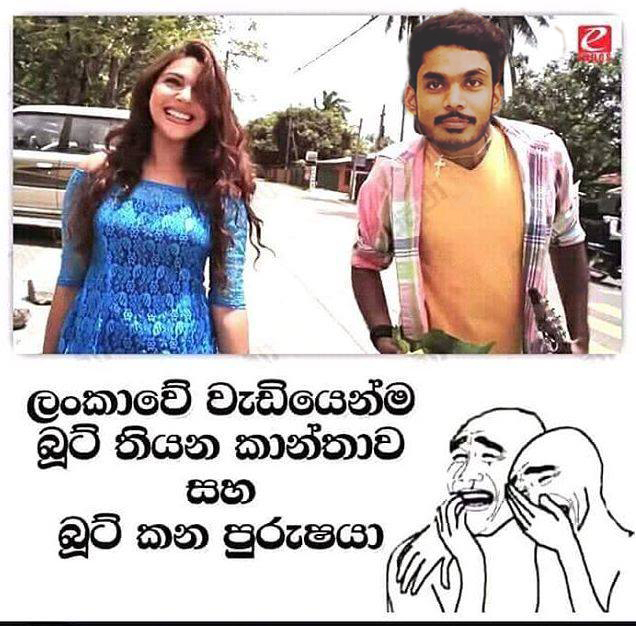 e
ලංකාවේ වැඩියෙන්ම
බූට් තියන කාන්තාව
සහ
බූට් කන පුරුෂයා